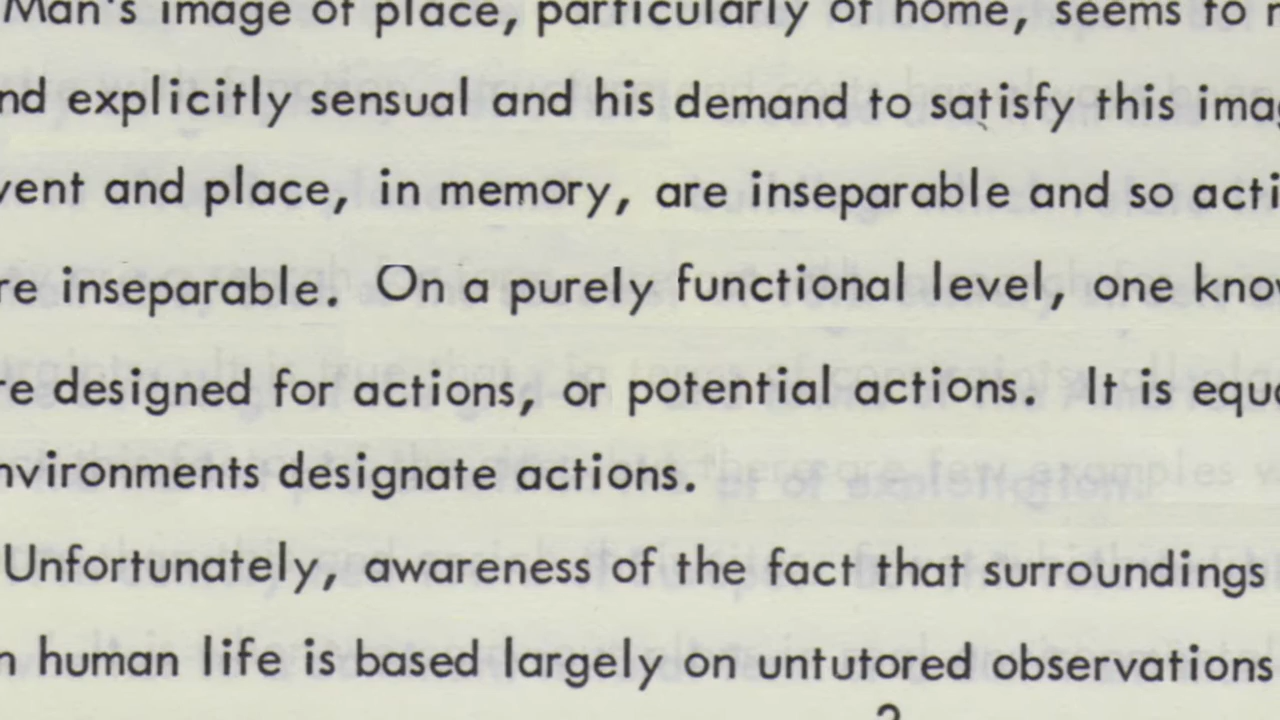 Man's image of place, particularly of home, seems to
nd explicitly sensual and his demand to satisfy this imag
vent and place, in memory, are inseparable and so acti
re inseparable. On a purely functional level, one know
re designed for actions, or potential actions. It is equa
nvironments designate actions.
Unfortunately, awareness of the fact that surroundings
n human life is based largely on untutored observations
2